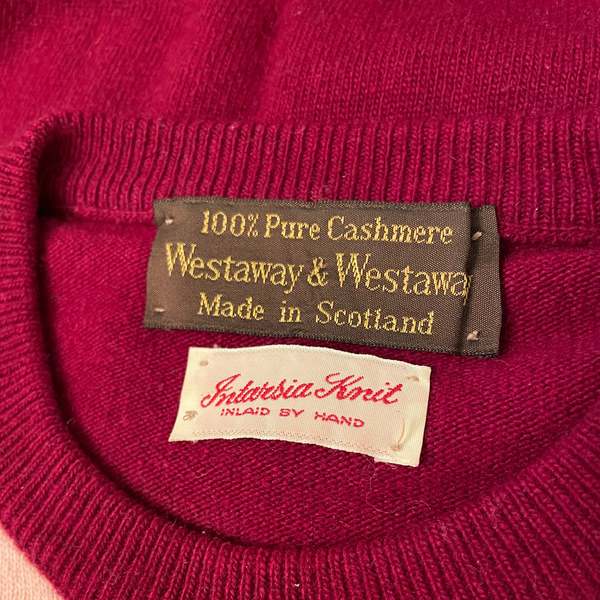 100% Pure Cashmere
Westaway & Westaway
Made in Scotland
Intarsia Knit
INLAID BY HAND